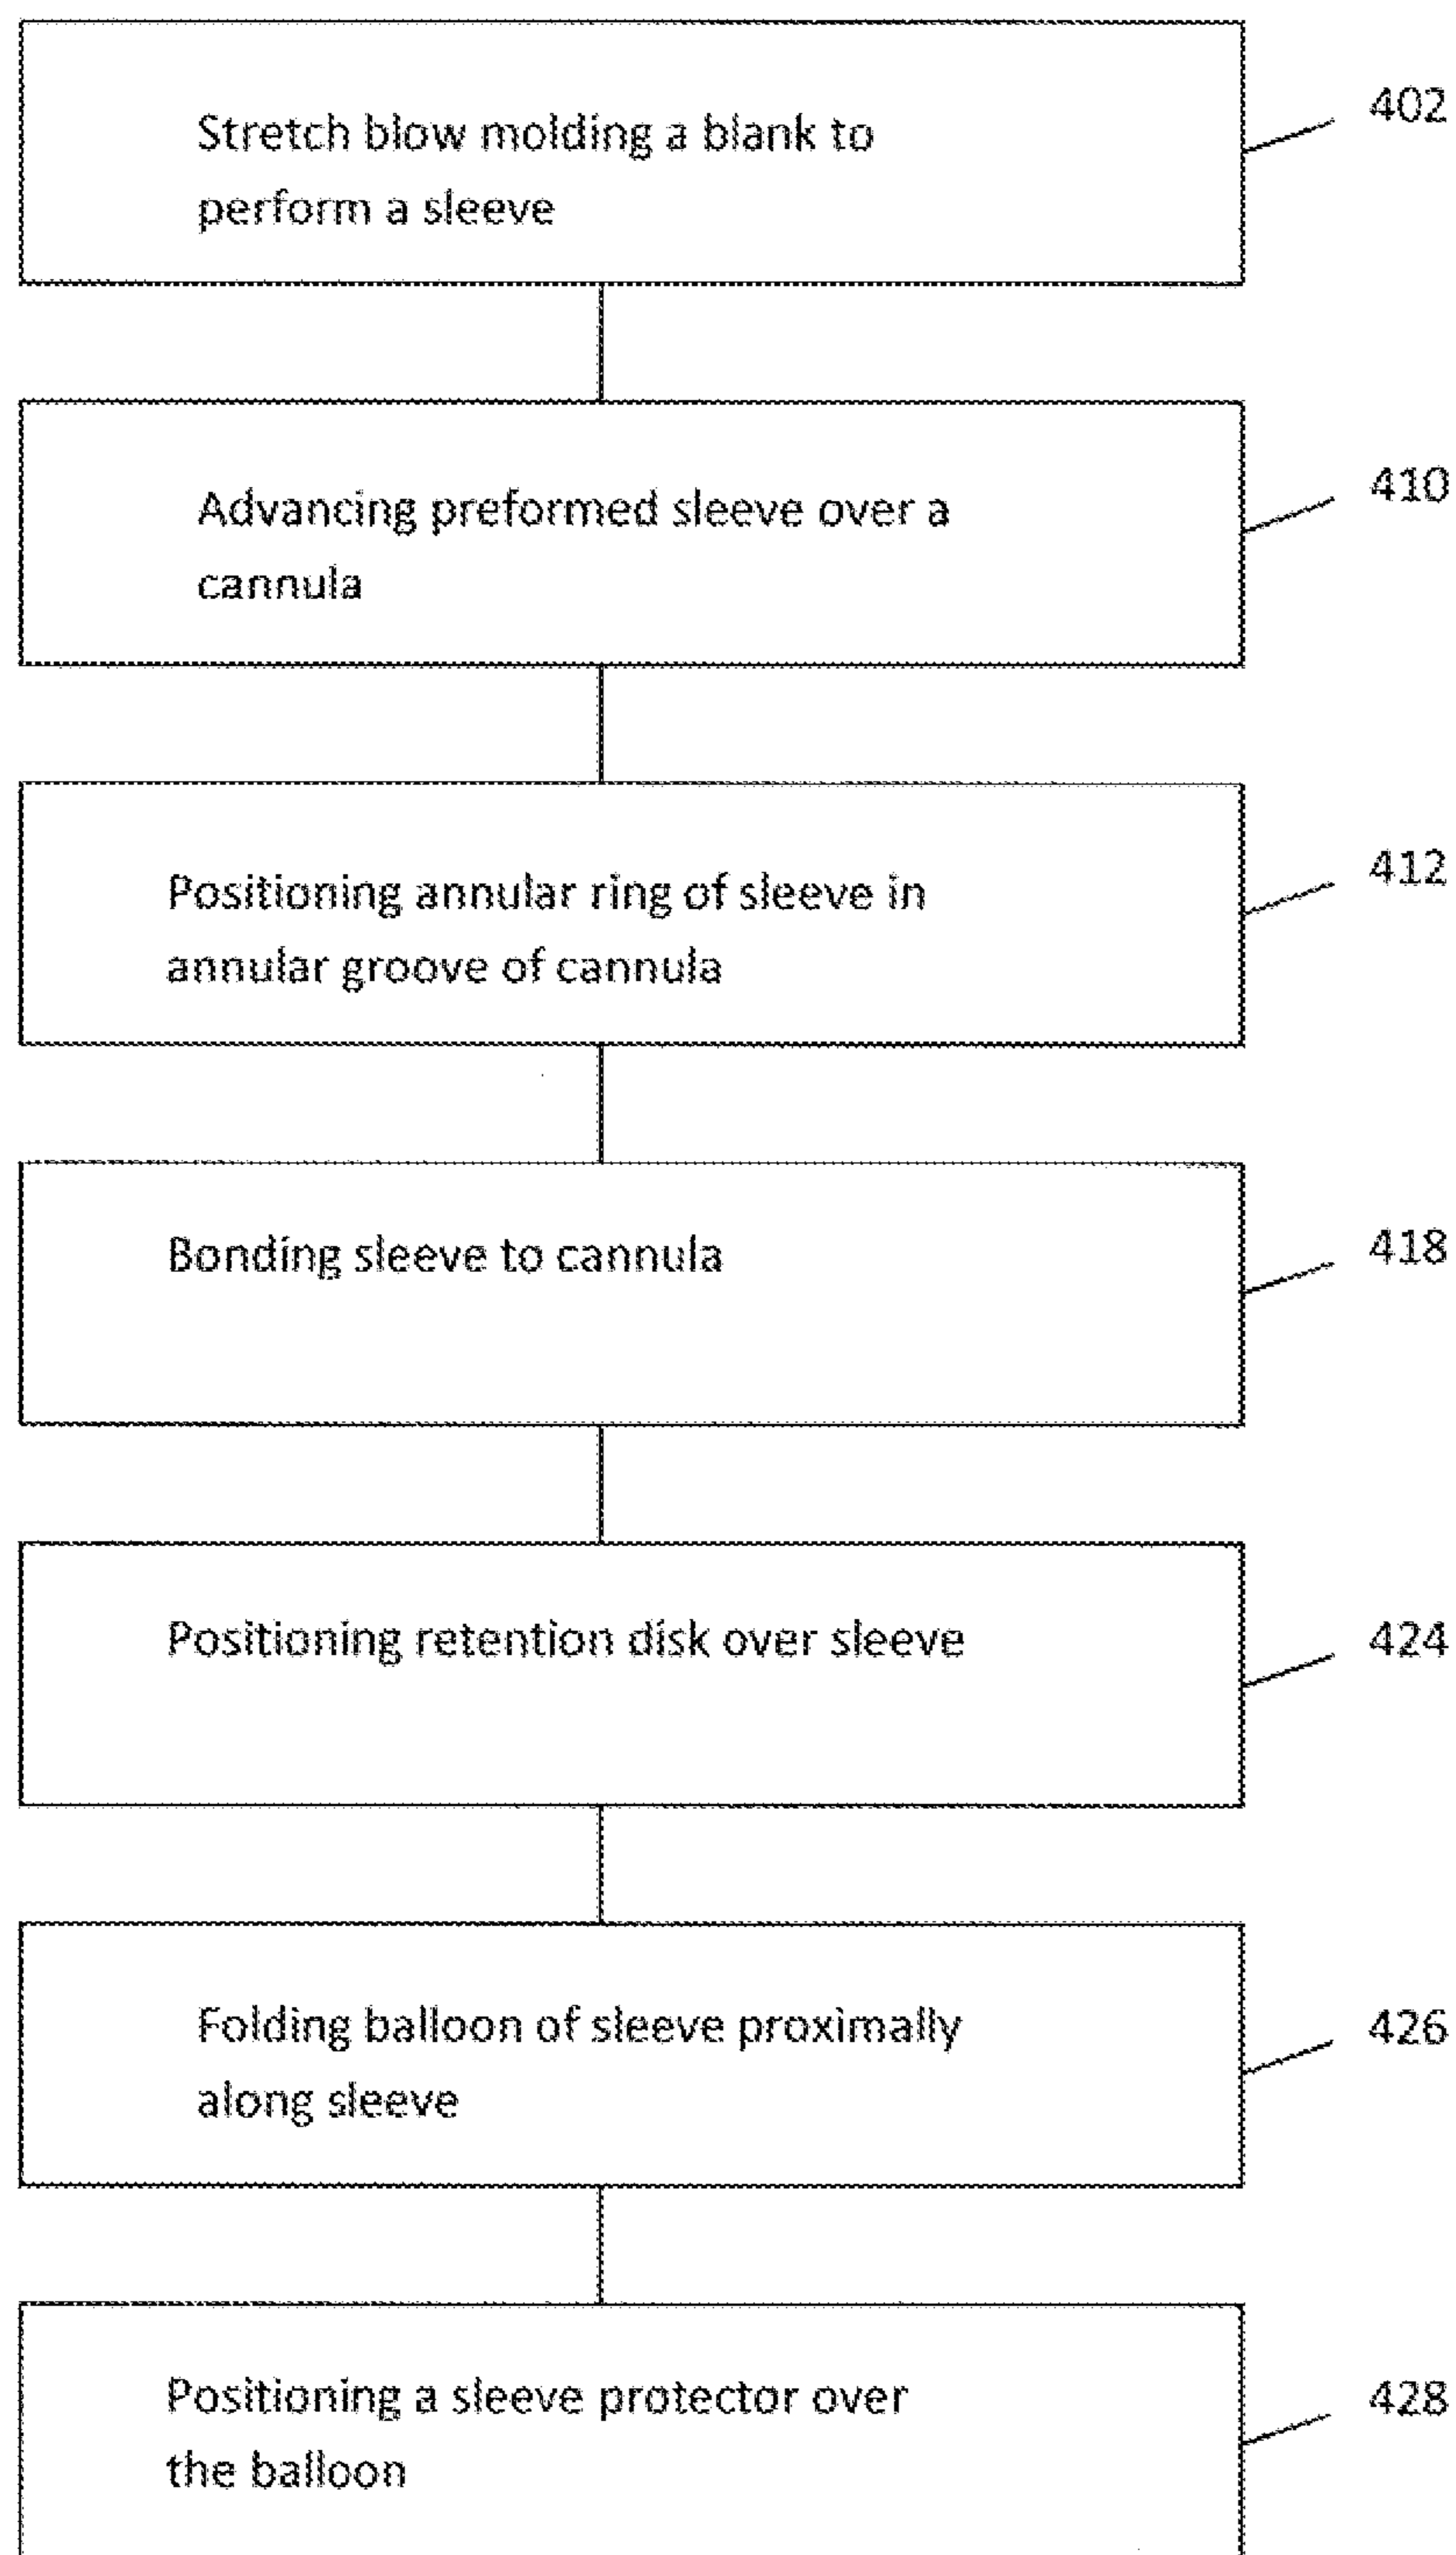 Stretch blow molding a blank to
perform a sleeve
402
Advancing preformed sleeve over a
cannula
410
Positioning annular ring of sleeve in
annular groove of cannula
412
Bonding sleeve to cannula
418
Positioning retention disk over sleeve
424
Folding balloon of sleeve proximally
along sleeve
426
Positioning a sleeve protector over
the balloon
428